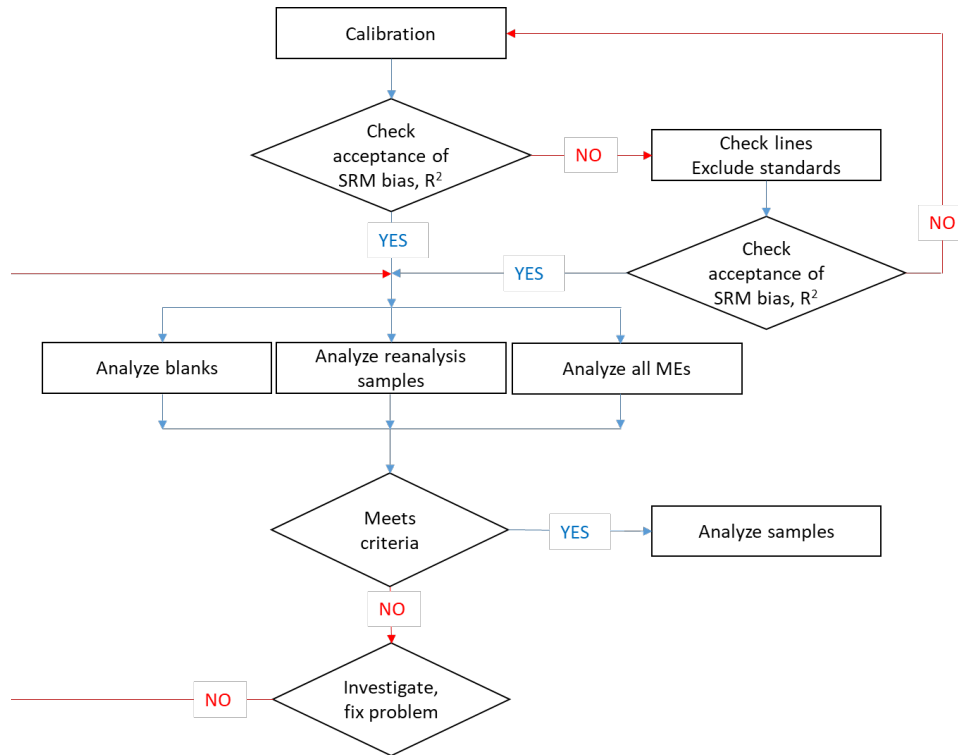 Calibration
Check
acceptance of
SRM bias, R²
NO
Check lines
Exclude standards
YES
NO
YES
Check
acceptance of
SRM bias, R²
Analyze blanks
Analyze reanalysis
samples
Analyze all MEs
Meets
criteria
YES
Analyze samples
NO
Investigate,
fix problem
NO